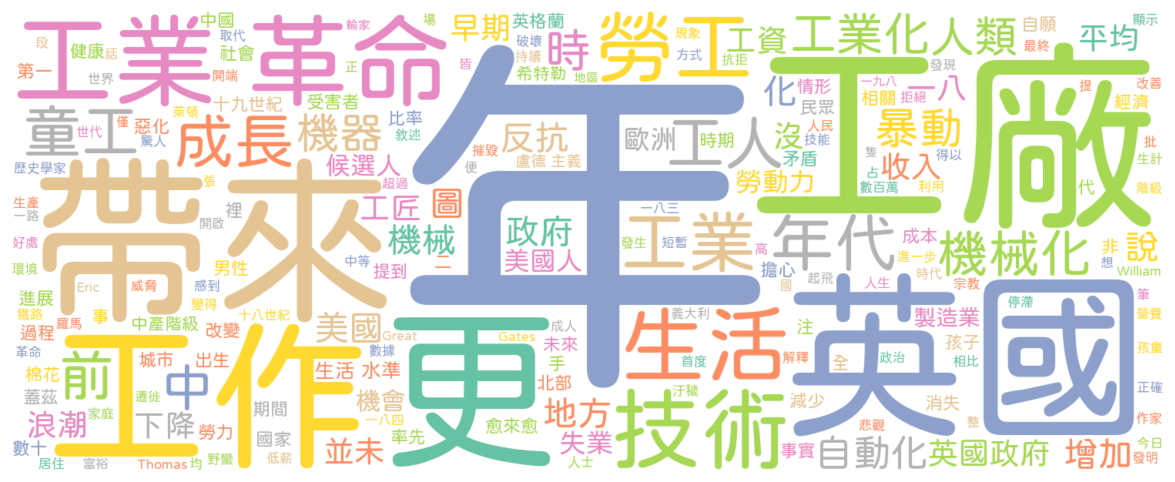 中國 輸家 場 早期 英格蘭 時 勞工 現象 工資 工業化 人類 自願 平均 顯示
工業革命 取代 破壞 方式 抗拒 最終
段 健康 話 社會 正 皆 持續 希特勒 地區 發現
第一 世界 開端 年 化 情形 一九八 相關 拒絕 一八 工廠 提 改善 經濟
童工 萊頓 十九世紀 受害者 機器 比率 反抗 歐洲 工人 時期 民眾 沒 暴動 人民 技能 批
世代 僅 驚人 惡化 成長 敘述 摧毀 盧德 主義 矛盾 隻 得以 生計
歷史學家 候選人 超過 便 勞動力 占 收入 數百萬 利用 代 階級
帶來 張 裡 工匠 圖 一八三 工業 年代 成本 機械化 非 說
生產 一路 開啟 機械 二 政府 發生 短暫 高 擔心 進一步 想
好處 環境 男性 感到 中等 提到 美國人 國 起飛 時代 William
進展 Eric 威脅 變得 人生 宗教 英國 停滯 筆
鐵路 羅馬 事 十八世紀 更 Great Gates 成人 義大利 生活 注 製造業 營養
過程 中產階級 改變 美國 未來 孩子 孩童
革命 工作 數據 手 首度 解釋 全 政治 相比
棉花 前 城市 出生 生活 水準 北部 技術 正確
蓋茲 遷徙 中 機會 汙穢 減少 消失 作家
浪潮 家庭 下降 期間 一八四 地方 悲觀 整
數十 勞力 國家 並未 率先 愈來愈 失業 事實 自動化 英國政府 增加 今日
居住 富裕 Thomas 均 野蠻 低薪 人士 發明